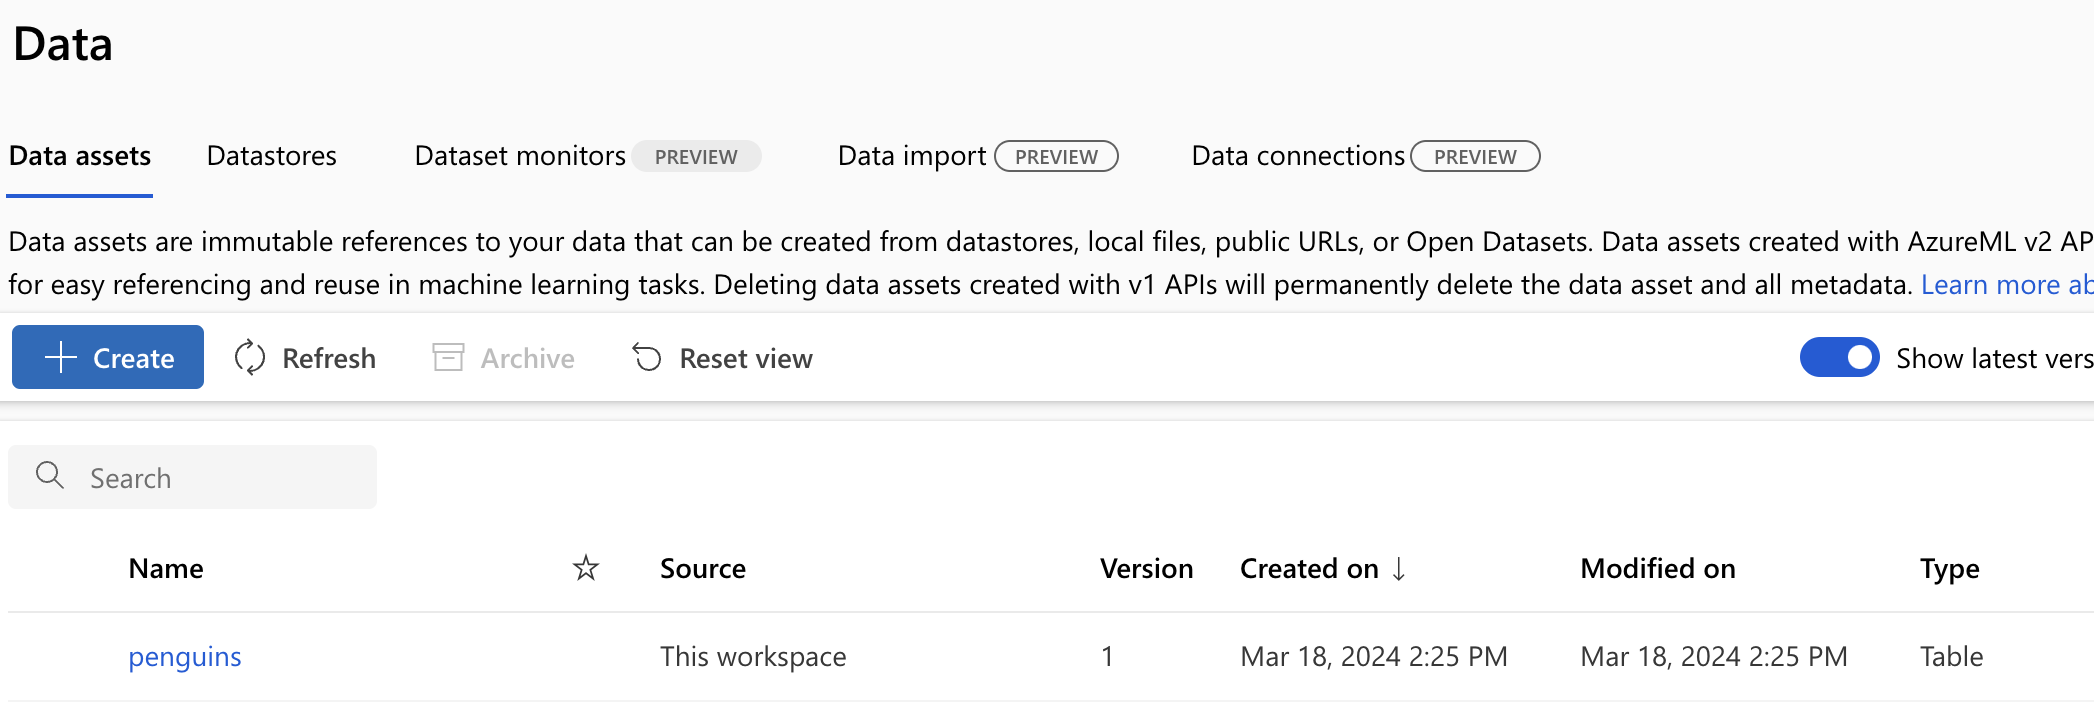 Data
Data assets Datastores Dataset monitors PREVIEW Data import PREVIEW Data connections PREVIEW
Data assets are immutable references to your data that can be created from datastores, local files, public URLs, or Open Datasets. Data assets created with AzureML v2 AP
for easy referencing and reuse in machine learning tasks. Deleting data assets created with v1 APIs will permanently delete the data asset and all metadata. Learn more ab
Create Refresh Archive Reset view Show latest vers
Search
Name Source Version Created on Modified on Type
penguins This workspace 1 Mar 18, 2024 2:25 PM Mar 18, 2024 2:25 PM Table